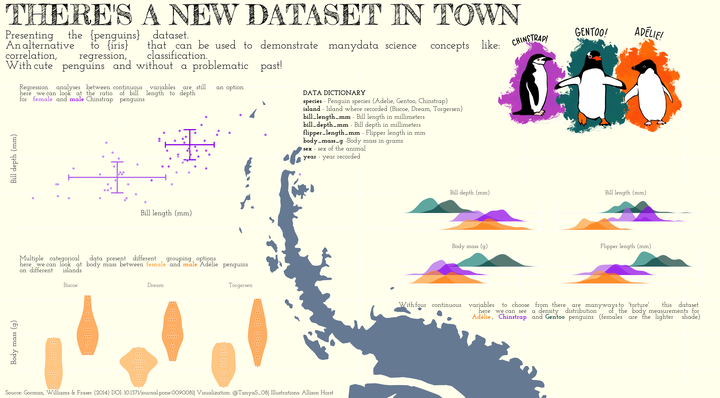 THERE'S A NEW DATASET IN TOWN
Presenting the {penguins} dataset.
An alternative to {iris} that can be used to demonstrate many data science concepts like:
correlation, regression, classification.
With cute penguins and without a problematic past!
CHINSTRAP!
GENTOO!
ADÉLIE!
Regression analyses between continuous variables are still an option
here we can look at the ratio of bill length to depth
for female and male Chinstrap penguins
Bill depth (mm)
Bill length (mm)
DATA DICTIONARY
species - Penguin species (Adelie, Gentoo, Chinstrap)
island - Island where recorded (Biscoe, Dream, Torgersen)
bill_length_mm - Bill length in millimeters
bill_depth_mm - Bill depth in millimeters
flipper_length_mm - Flipper length in mm
body_mass_g - Body mass in grams
sex - sex of the animal
year - year recorded
Bill depth (mm)
Bill length (mm)
Body mass (g)
Flipper length (mm)
With four continuous variables to choose from there are many ways to 'torture' this dataset
here we can see a density distribution of the body measurements for
Adelie, Chinstrap and Gentoo penguins (females are the lighter shade)
Multiple categorical data present different grouping options
here we can look at body mass between female and male Adelie penguins
on different islands
Biscoe
Dream
Torgersen
Body mass (g)
Source: Gorman, Williams & Fraser (2014) DOI: 10.1371/journal.pone.0090081| Visualisation: @TanyaS_08| Illustrations: Allison Horst